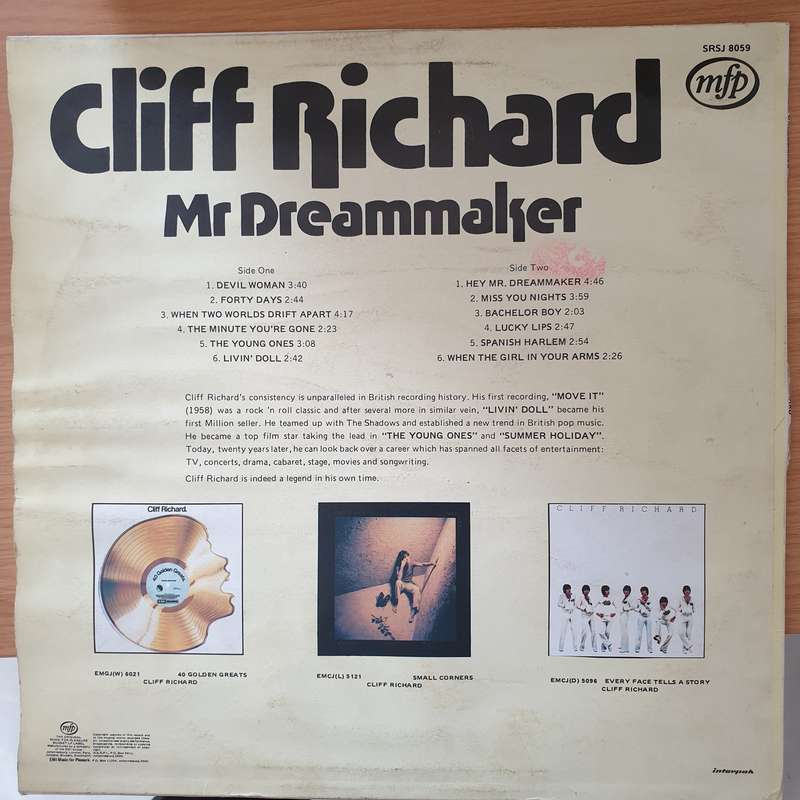 SRSJ 8059
mfp
Cliff Richard
Mr Dreammaker
Side One
1. DEVIL WOMAN 3:40
2. FORTY DAYS 2:44
3. WHEN TWO WORLDS DRIFT APART 4:17
4. THE MINUTE YOU'RE GONE 2:23
5. THE YOUNG ONES 3:08
6. LIVIN' DOLL 2:42
Side Two
1. HEY MR. DREAMMAKER 4:46
2. MISS YOU NIGHTS 3:59
3. BACHELOR BOY 2:03
4. LUCKY LIPS 2:47
5. SPANISH HARLEM 2:54
6. WHEN THE GIRL IN YOUR ARMS 2:26
Cliff Richard's consistency is unparalleled in British recording history. His first recording, "MOVE IT"
(1958) was a rock 'n roll classic and after several more in similar vein, "LIVIN' DOLL" became his
first Million seller. He teamed up with The Shadows and established a new trend in British pop music.
He became a top film star taking the lead in "THE YOUNG ONES" and "SUMMER HOLIDAY".
Today, twenty years later, he can look back over a career which has spanned all facets of entertainment:
TV, concerts, drama, cabaret, stage, movies and songwriting.
Cliff Richard is indeed a legend in his own time.
Cliff Richard.
40 Golden Greats
CLIFF RICHARD
EMGJ(W) 6021 40 GOLDEN GREATS
CLIFF RICHARD
EMCJ(L) 5121 SMALL CORNERS
CLIFF RICHARD
EMCJ(D) 5096 EVERY FACE TELLS A STORY
CLIFF RICHARD
mfp
interpak